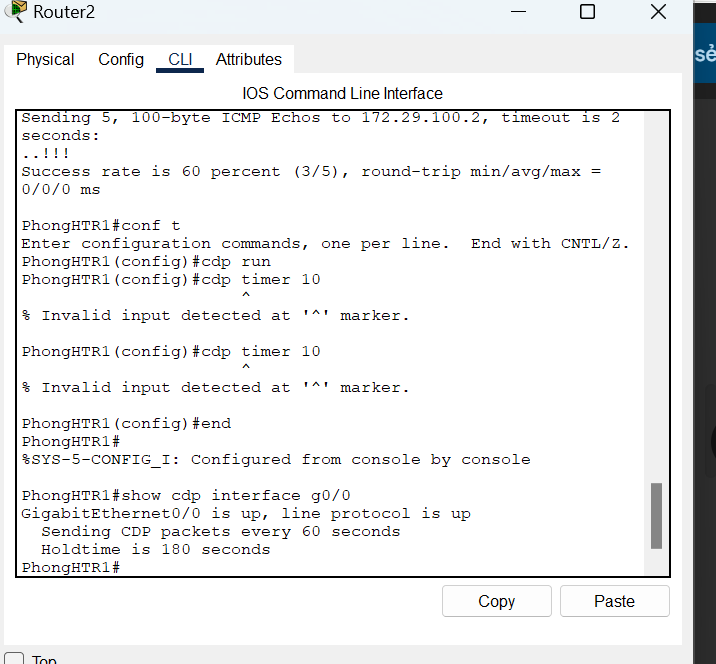 Router2
sẻ
Physical Config CLI Attributes
IOS Command Line Interface
Sending 5, 100-byte ICMP Echos to 172.29.100.2, timeout is 2
seconds:
..!!!
Success rate is 60 percent (3/5), round-trip min/avg/max =
0/0/0 ms
PhongHTR1#conf t
Enter configuration commands, one per line.  End with CNTL/Z.
PhongHTR1(config)#cdp run
PhongHTR1(config)#cdp timer 10
^
% Invalid input detected at '^' marker.
PhongHTR1(config)#cdp timer 10
^
% Invalid input detected at '^' marker.
PhongHTR1(config)#end
PhongHTR1#
%SYS-5-CONFIG_I: Configured from console by console
PhongHTR1#show cdp interface g0/0
GigabitEthernet0/0 is up, line protocol is up
Sending CDP packets every 60 seconds
Holdtime is 180 seconds
PhongHTR1#
Copy Paste
Top